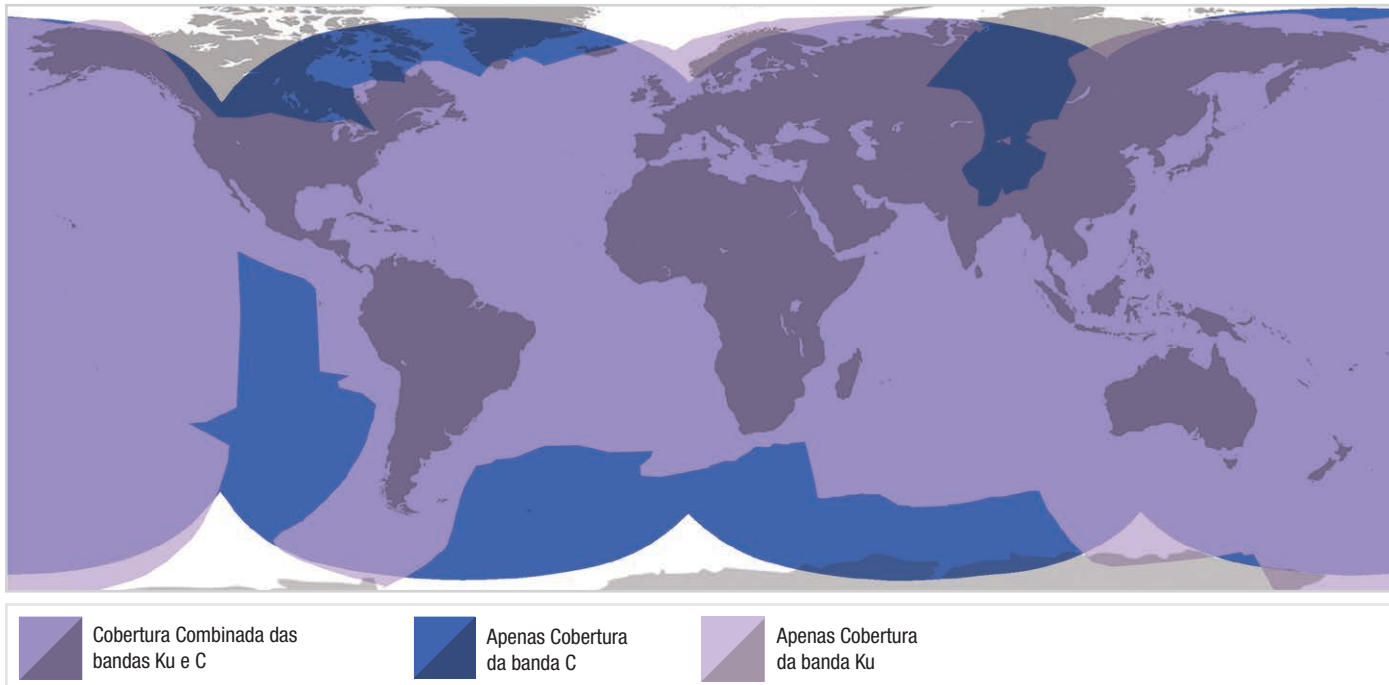 Cobertura Combinada das
bandas Ku e C
Apenas Cobertura
da banda C
Apenas Cobertura
da banda Ku